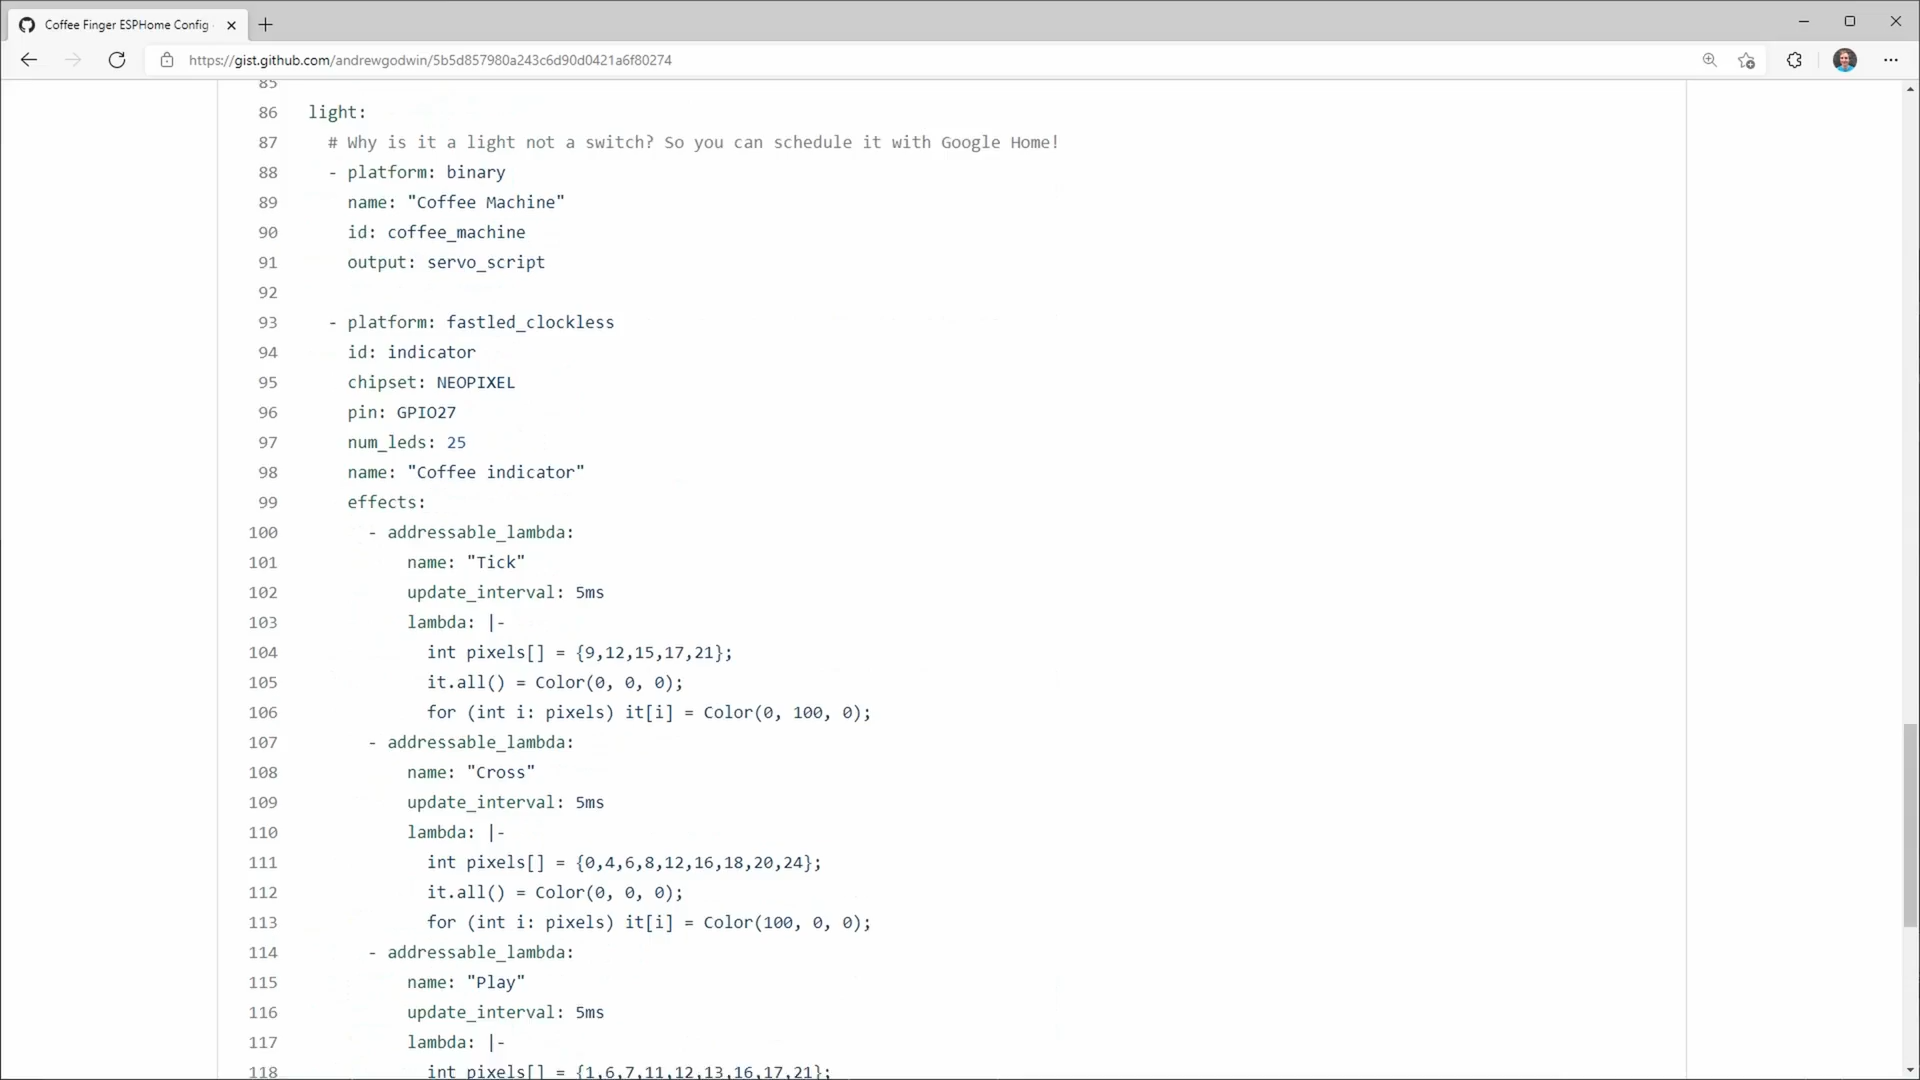 Coffee Finger ESPHome Config
https://gist.github.com/andrewgodwin/5b5d857980a243c6d90d0421a6f80274
85
86 light:
87 # Why is it a light not a switch? So you can schedule it with Google Home!
88 - platform: binary
89 name: "Coffee Machine"
90 id: coffee_machine
91 output: servo_script
92
93 - platform: fastled_clockless
94 id: indicator
95 chipset: NEOPIXEL
96 pin: GPIO27
97 num_leds: 25
98 name: "Coffee indicator"
99 effects:
100 - addressable_lambda:
101 name: "Tick"
102 update_interval: 5ms
103 lambda: |-
104 int pixels[] = {9,12,15,17,21};
105 it.all() = Color(0, 0, 0);
106 for (int i: pixels) it[i] = Color(0, 100, 0);
107 - addressable_lambda:
108 name: "Cross"
109 update_interval: 5ms
110 lambda: |-
111 int pixels[] = {0,4,6,8,12,16,18,20,24};
112 it.all() = Color(0, 0, 0);
113 for (int i: pixels) it[i] = Color(100, 0, 0);
114 - addressable_lambda:
115 name: "Play"
116 update_interval: 5ms
117 lambda: |-
118 int pixels[] = {1,6,7,11,12,13,16,17,21};